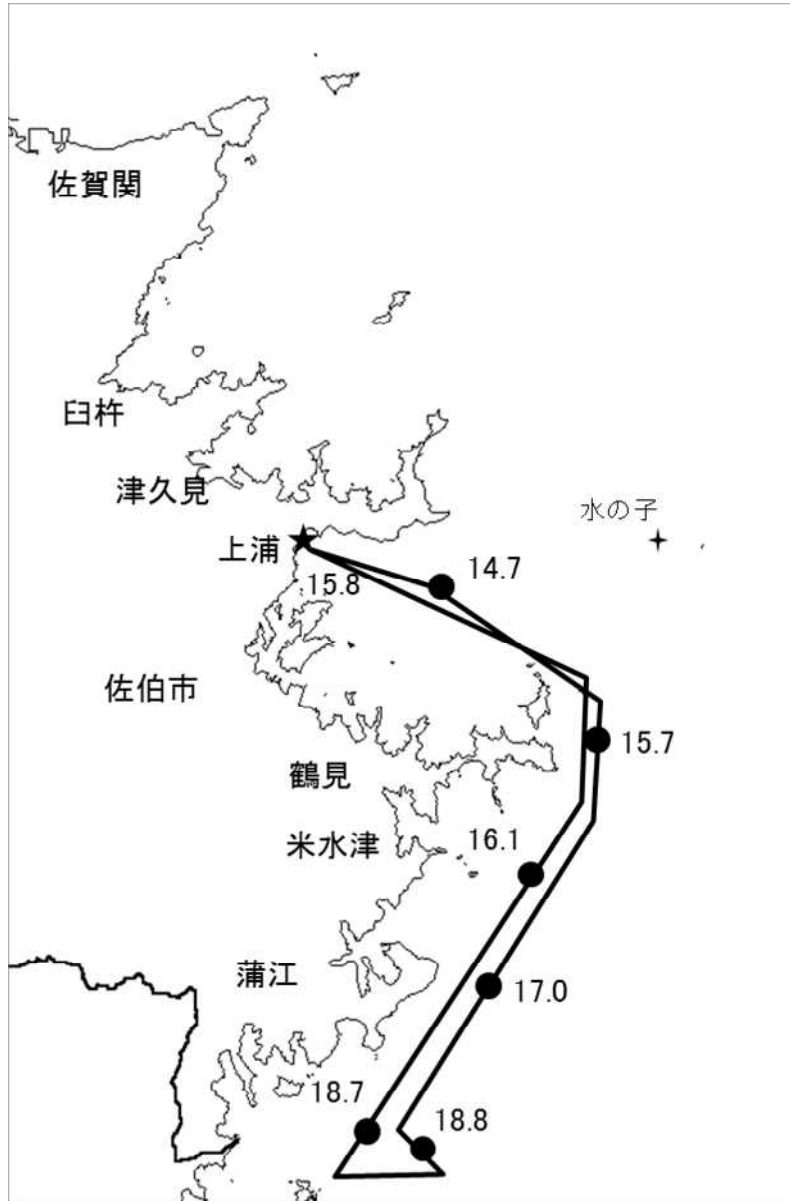 佐賀関
臼杵
津久見
水の子
上浦
14.7
15.8
佐伯市
15.7
鶴見
16.1
米水津
蒲江
17.0
18.7
18.8